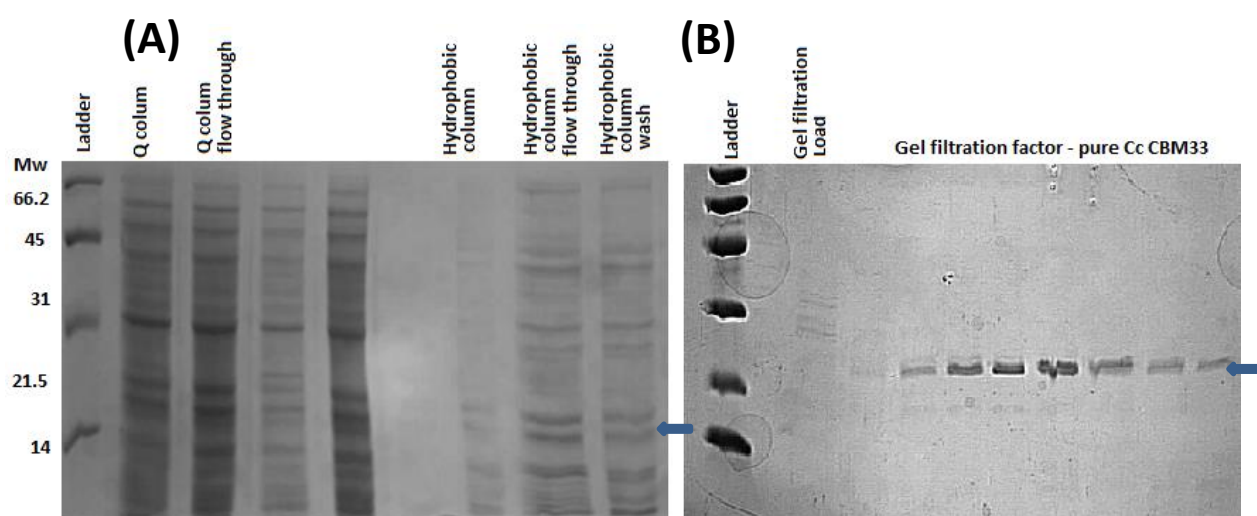 (A)
Ladder
Q colum
Q colum
flow through
Hydrophobic
column
Hydrophobic
column
flow through
Hydrophobic
column
wash
Mw
66.2
45
31
21.5
14
(B)
Ladder
Gel filtration
Load
Gel filtration factor - pure Cc CBM33